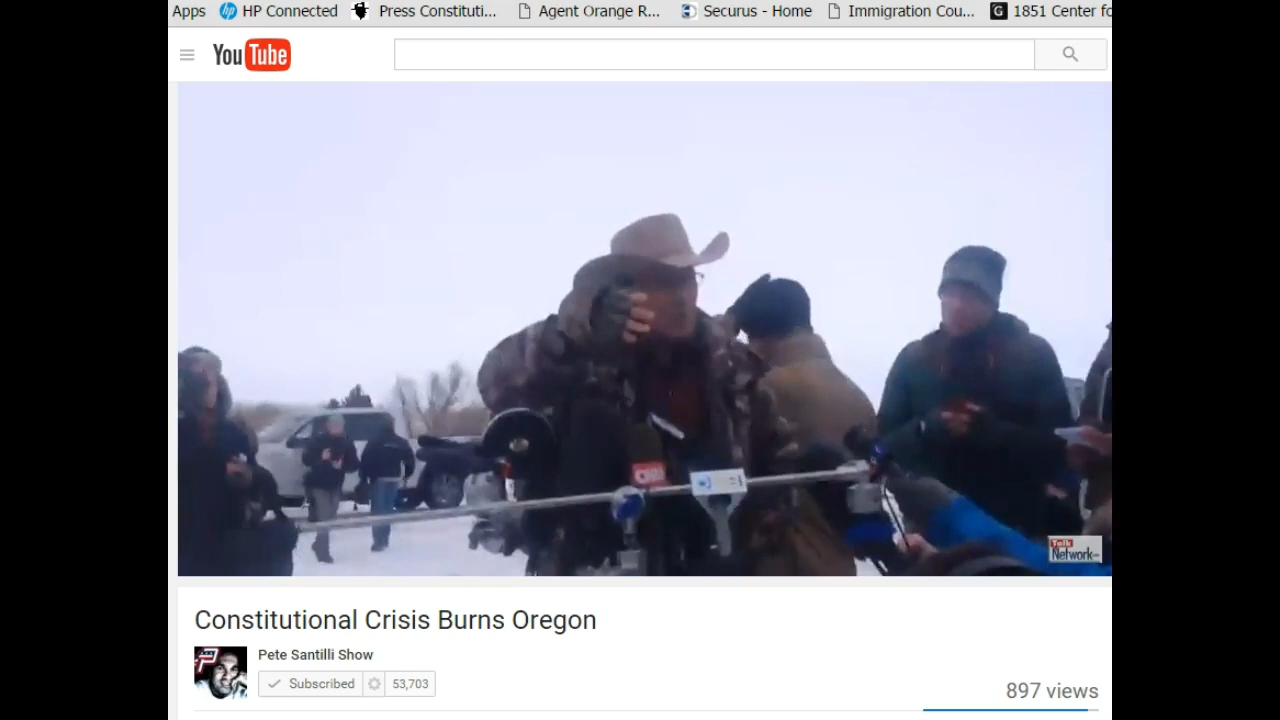 Apps HP Connected Press Constituti... Agent Orange R... Securus - Home Immigration Cou... G 1851 Center fo
YouTube
CNN
Talk
Network
Constitutional Crisis Burns Oregon
Pete Santilli Show
Subscribed 53,703
897 views